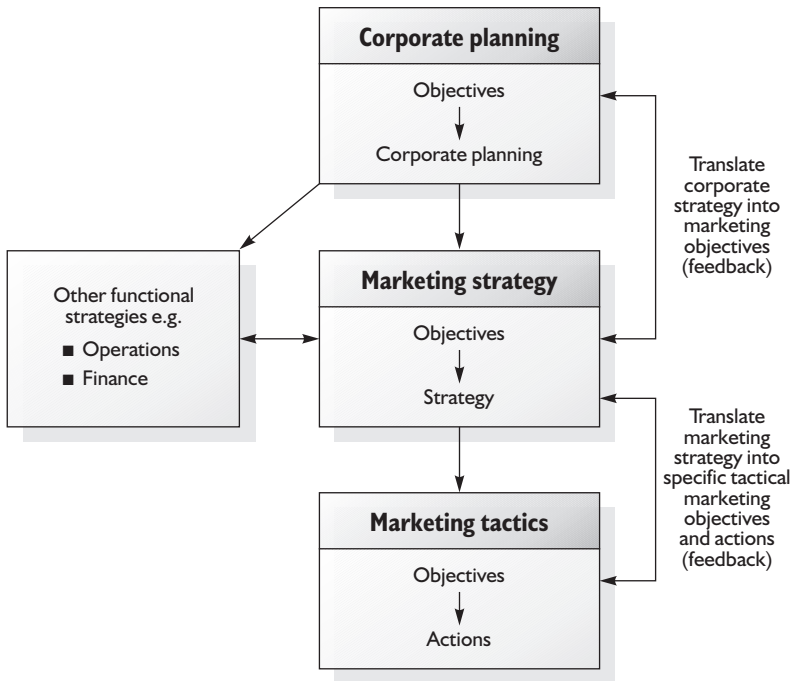 Corporate planning
Objectives
Corporate planning
Translate
corporate
strategy into
marketing
objectives
(feedback)
Other functional
strategies e.g.
■ Operations
■ Finance
Marketing strategy
Objectives
Strategy
Translate
marketing
strategy into
specific tactical
marketing
objectives
and actions
(feedback)
Marketing tactics
Objectives
Actions